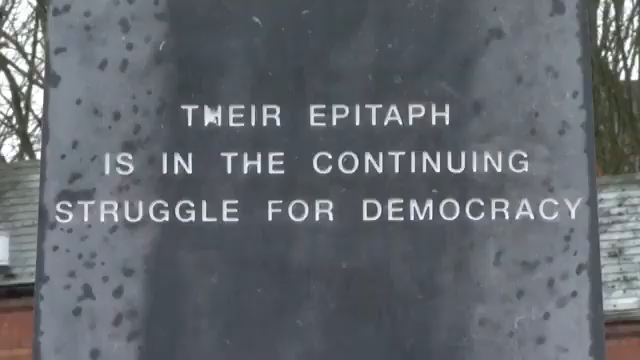 THEIR EPITAPH
IS IN THE CONTINUING
STRUGGLE FOR DEMOCRACY